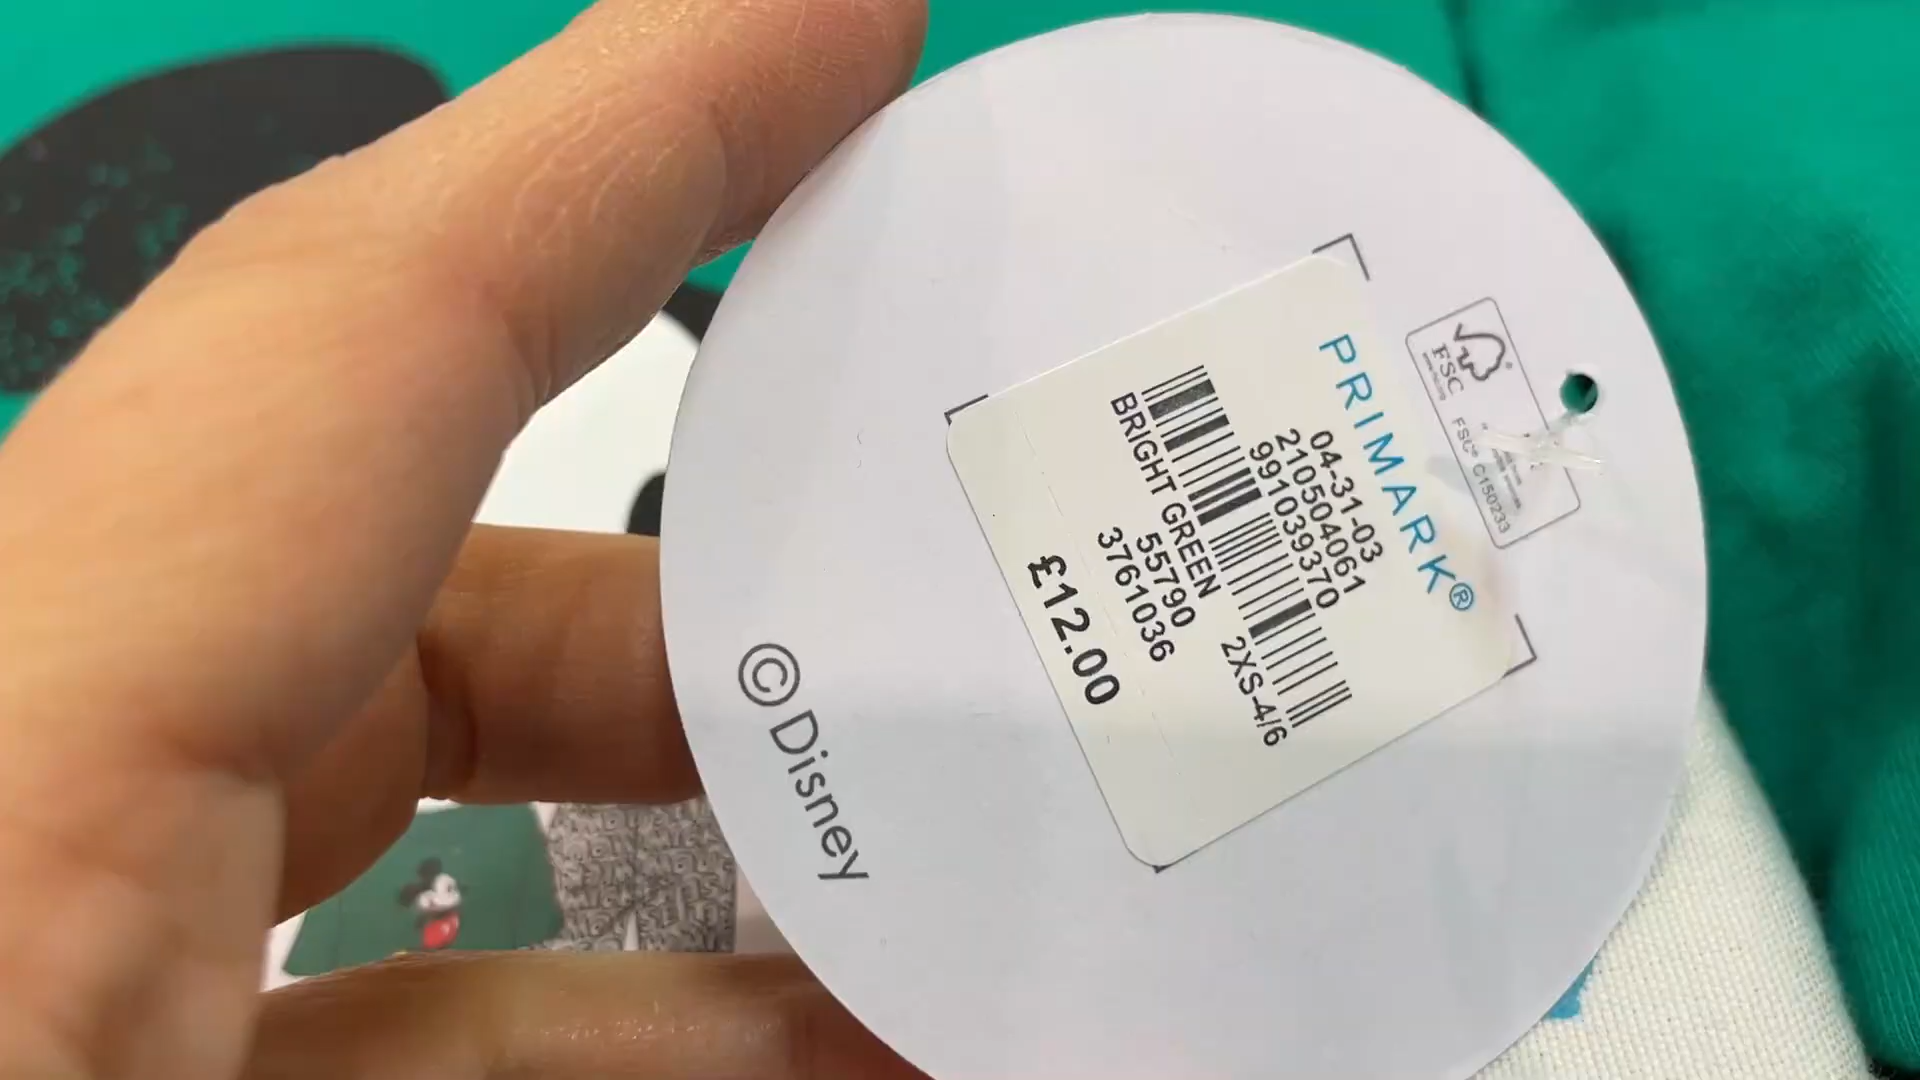 PRIMARK®
04-31-03
210504061
991039370
BRIGHT GREEN 2XS-4/6
55790
3761036
£12.00
©Disney
FSC
FSC® C150233